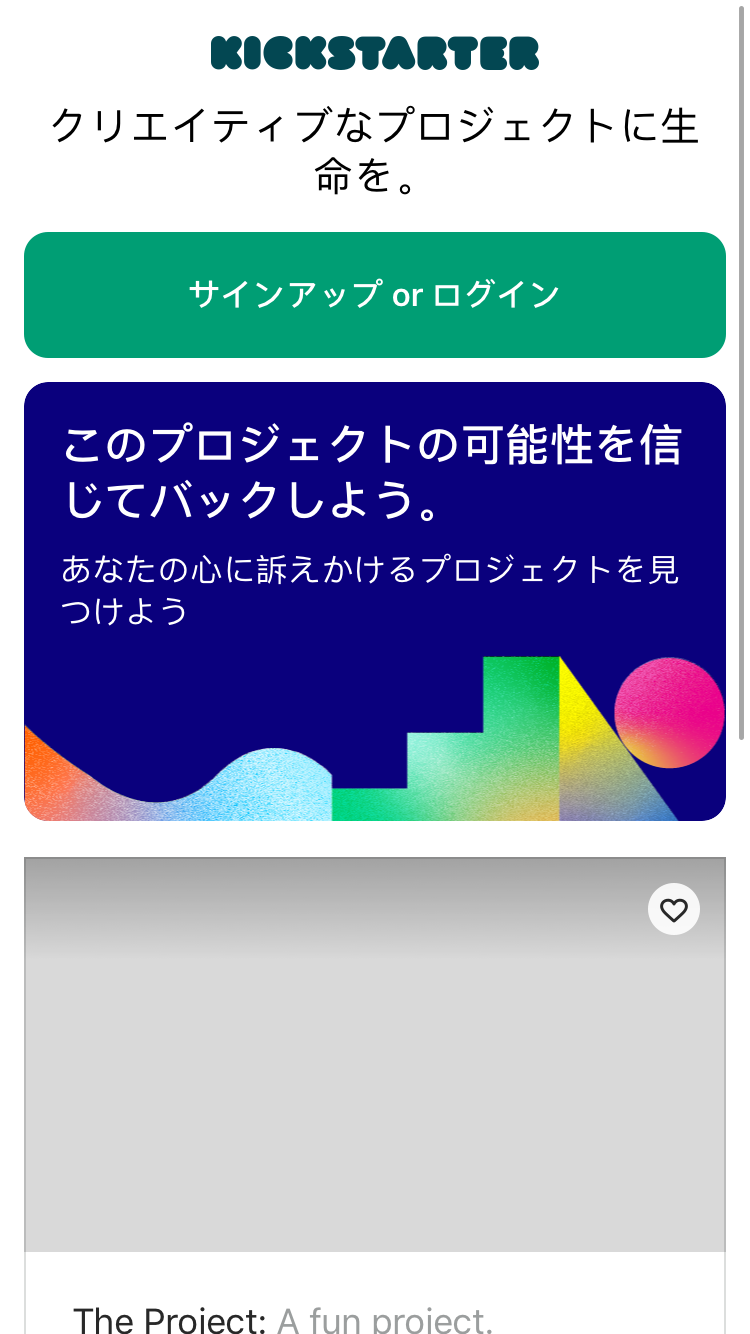 KICKSTARTER
クリエイティブなプロジェクトに生
命を。
サインアップ or ログイン
このプロジェクトの可能性を信
じてバックしよう。
あなたの心に訴えかけるプロジェクトを見
つけよう
The Project: A fun project.